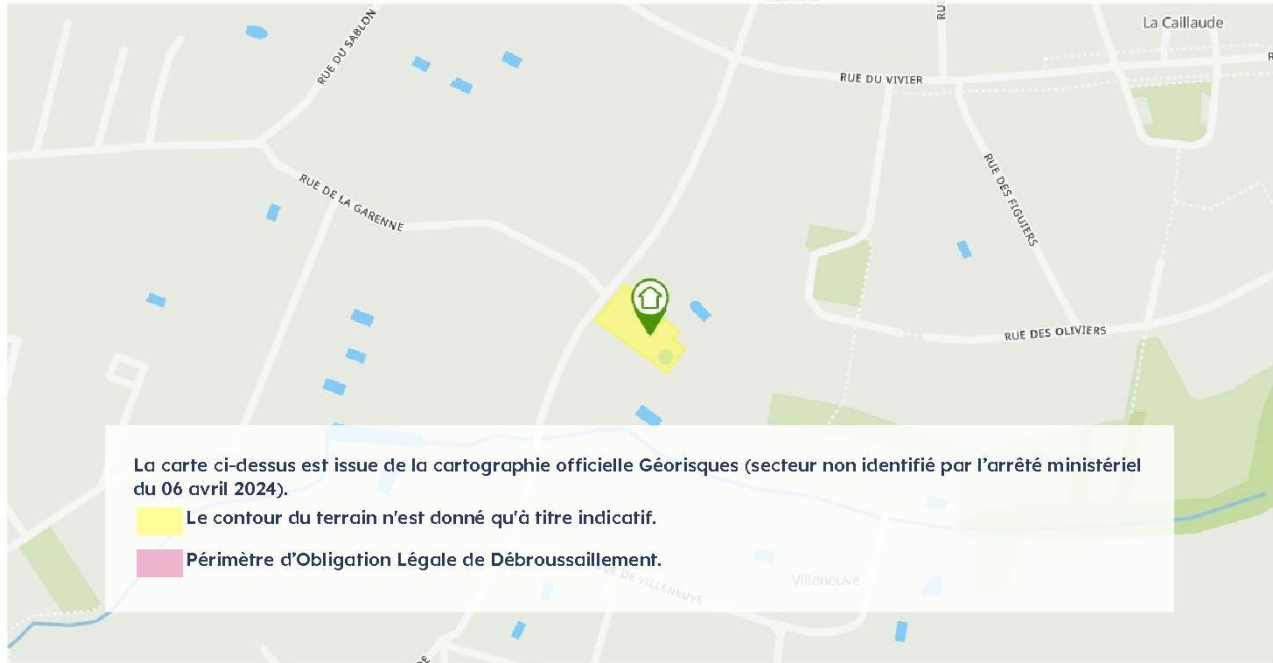 La Caillaude
RUE DU SABLON
RUE DU VIVIER
RUE DES FIGUIERS
RUE DE LA GARENNE
RUE DES OLIVIERS
La carte ci-dessus est issue de la cartographie officielle Géorisques (secteur non identifié par l'arrêté ministériel
du 06 avril 2024).
Le contour du terrain n'est donné qu'à titre indicatif.
Périmètre d'Obligation Légale de Débroussaillement.
DE VILLENEUVE
Villeneuve